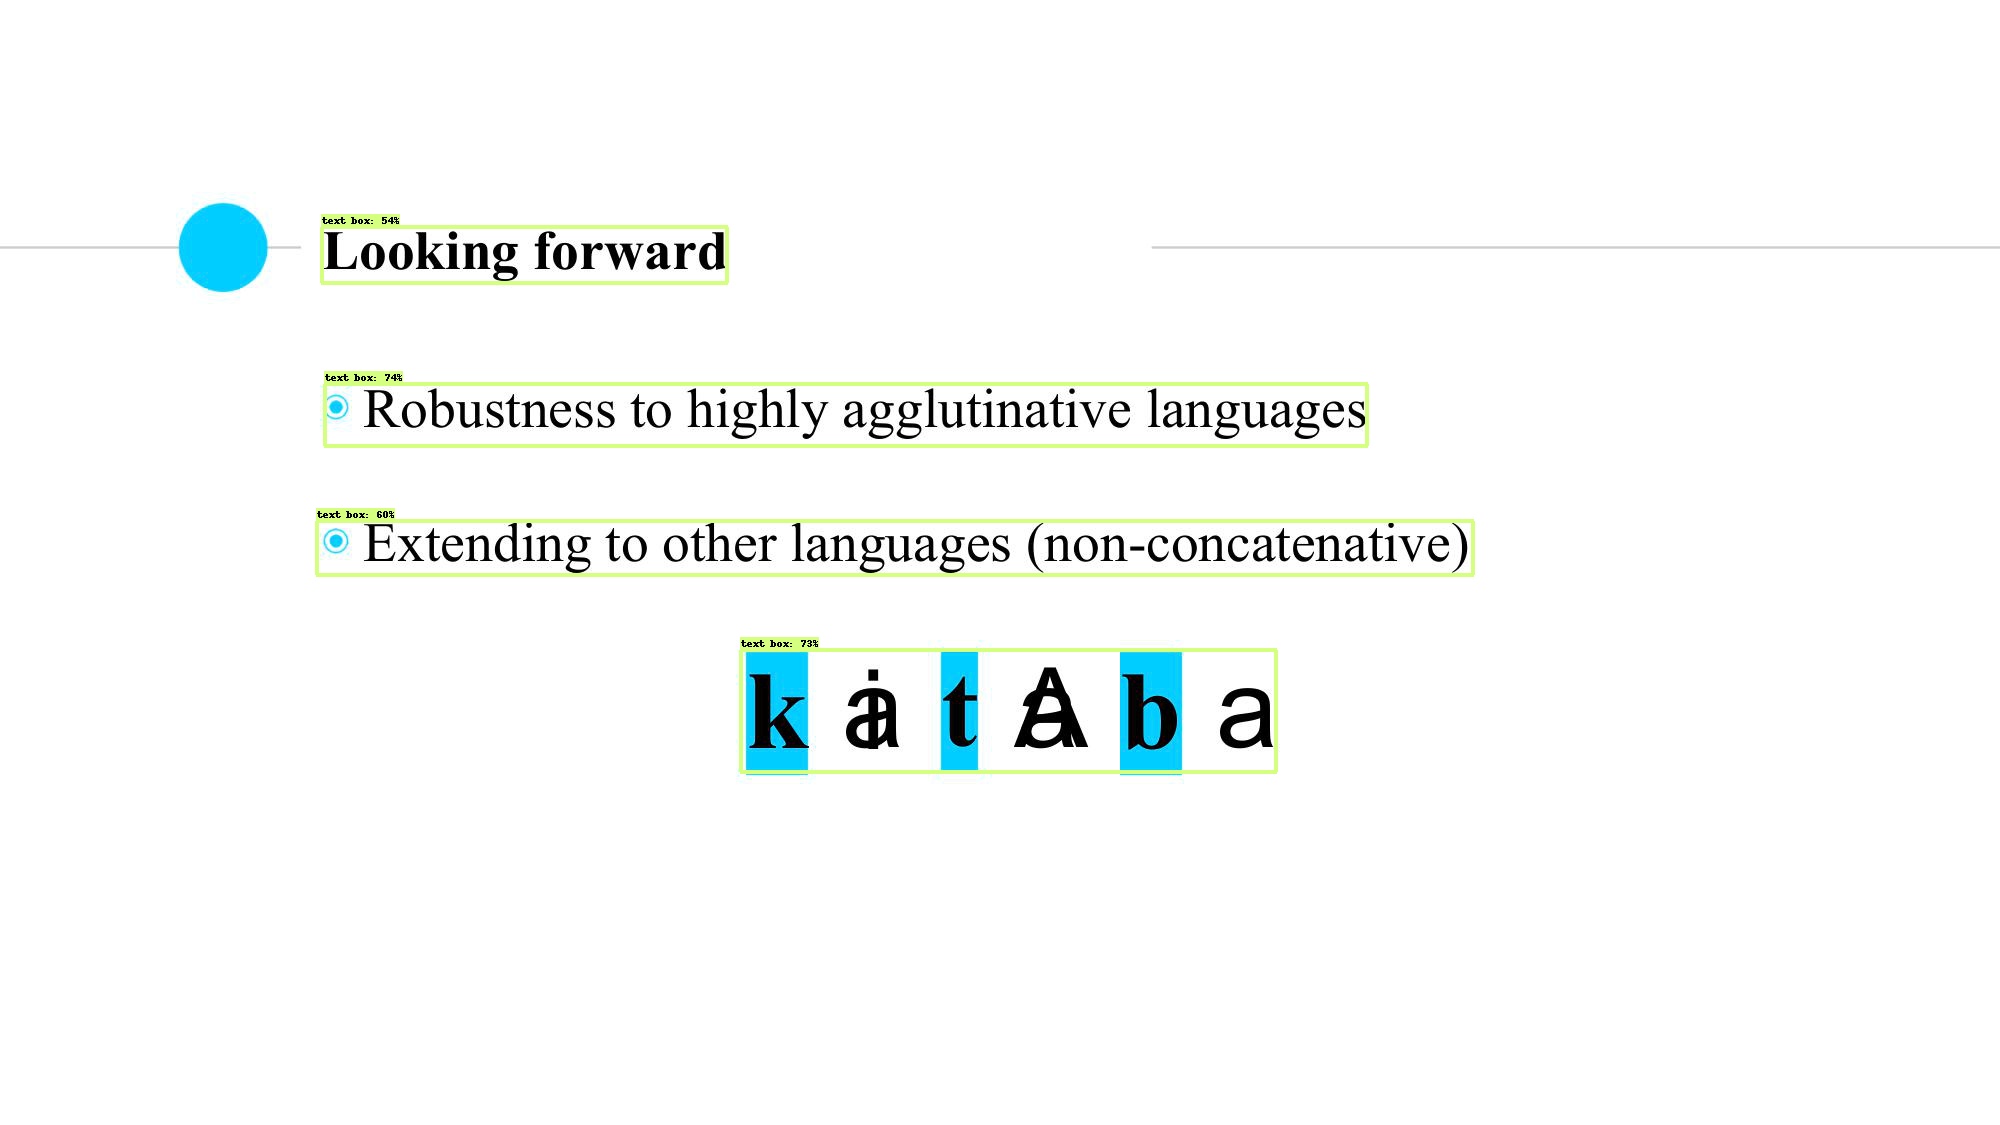 text box: 54%
Looking forward
text box: 74%
Robustness to highly agglutinative languages
text box: 60%
Extending to other languages (non-concatenative)
text box: 73%
k t b a